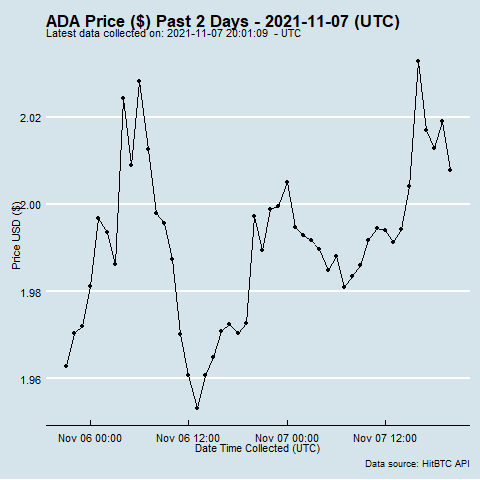 ADA Price ($) Past 2 Days - 2021-11-07 (UTC)
Latest data collected on: 2021-11-07 20:01:09 - UTC
Price USD ($)
2.02
2.00
1.98
1.96
Nov 06 00:00 Nov 06 12:00 Nov 07 00:00 Nov 07 12:00
Date Time Collected (UTC)
Data source: HitBTC API